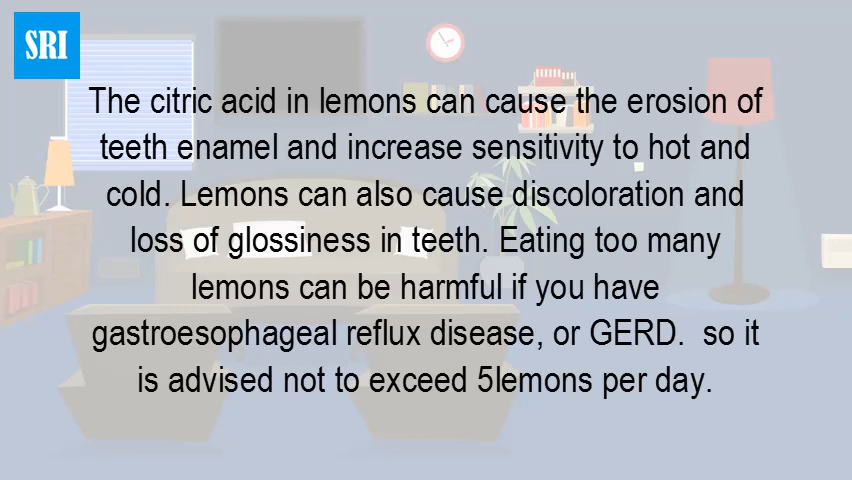 SRI
The citric acid in lemons can cause the erosion of
teeth enamel and increase sensitivity to hot and
cold. Lemons can also cause discoloration and
loss of glossiness in teeth. Eating too many
lemons can be harmful if you have
gastroesophageal reflux disease, or GERD.  so it
is advised not to exceed 5lemons per day.